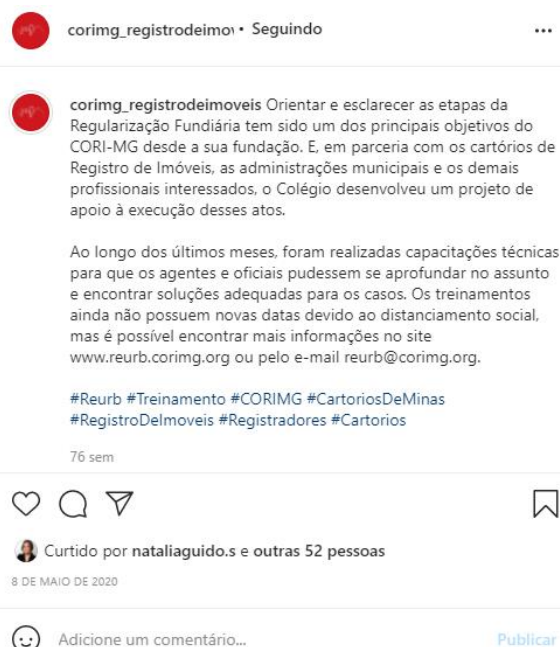 corimg_registrodeimov • Seguindo
corimg_registrodeimoveis Orientar e esclarecer as etapas da
Regularização Fundiária tem sido um dos principais objetivos do
CORI-MG desde a sua fundação. E, em parceria com os cartórios de
Registro de Imóveis, as administrações municipais e os demais
profissionais interessados, o Colégio desenvolveu um projeto de
apoio à execução desses atos.
Ao longo dos últimos meses, foram realizadas capacitações técnicas
para que os agentes e oficiais pudessem se aprofundar no assunto
e encontrar soluções adequadas para os casos. Os treinamentos
ainda não possuem novas datas devido ao distanciamento social,
mas é possível encontrar mais informações no site
www.reurb.corimg.org ou pelo e-mail reurb@corimg.org.
#Reurb #Treinamento #CORIMG #CartoriosDeMinas
#RegistroDeImoveis #Registradores #Cartorios
76 sem
Curtido por nataliaguido.s e outras 52 pessoas
8 DE MAIO DE 2020
Adicione um comentário... Publicar